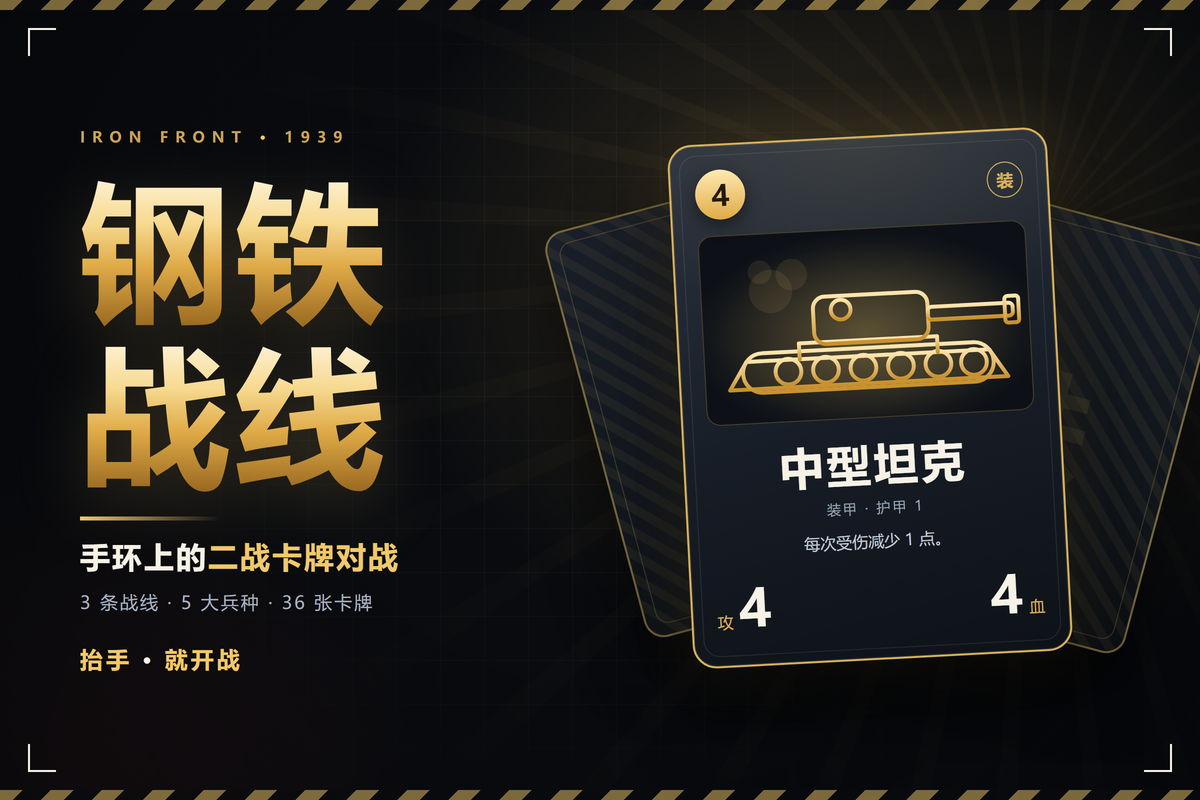 IRON FRONT • 1939
钢铁
战线
手环上的二战卡牌对战
3 条战线 · 5 大兵种 · 36 张卡牌
抬手 • 就开战
4
装
中型坦克
装甲 · 护甲 1
每次受伤减少 1 点。
攻 4
4 血